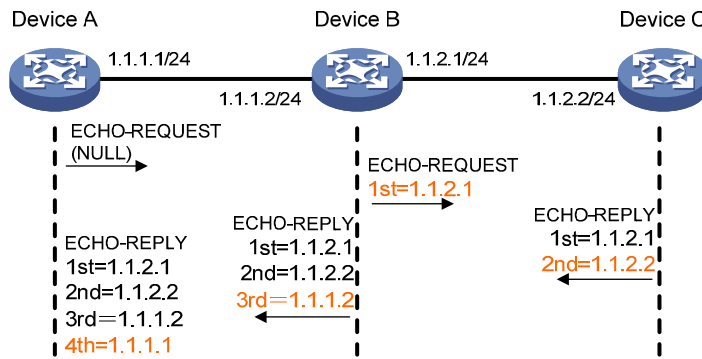 Device A
Device B
Device C
1.1.1.1/24
1.1.2.1/24
1.1.1.2/24
1.1.2.2/24
ECHO-REQUEST
(NULL)
ECHO-REQUEST
1st=1.1.2.1
ECHO-REPLY
1st=1.1.2.1
2nd=1.1.2.2
ECHO-REPLY
1st=1.1.2.1
2nd=1.1.2.2
3rd=1.1.1.2
ECHO-REPLY
1st=1.1.2.1
2nd=1.1.2.2
3rd=1.1.1.2
4th=1.1.1.1